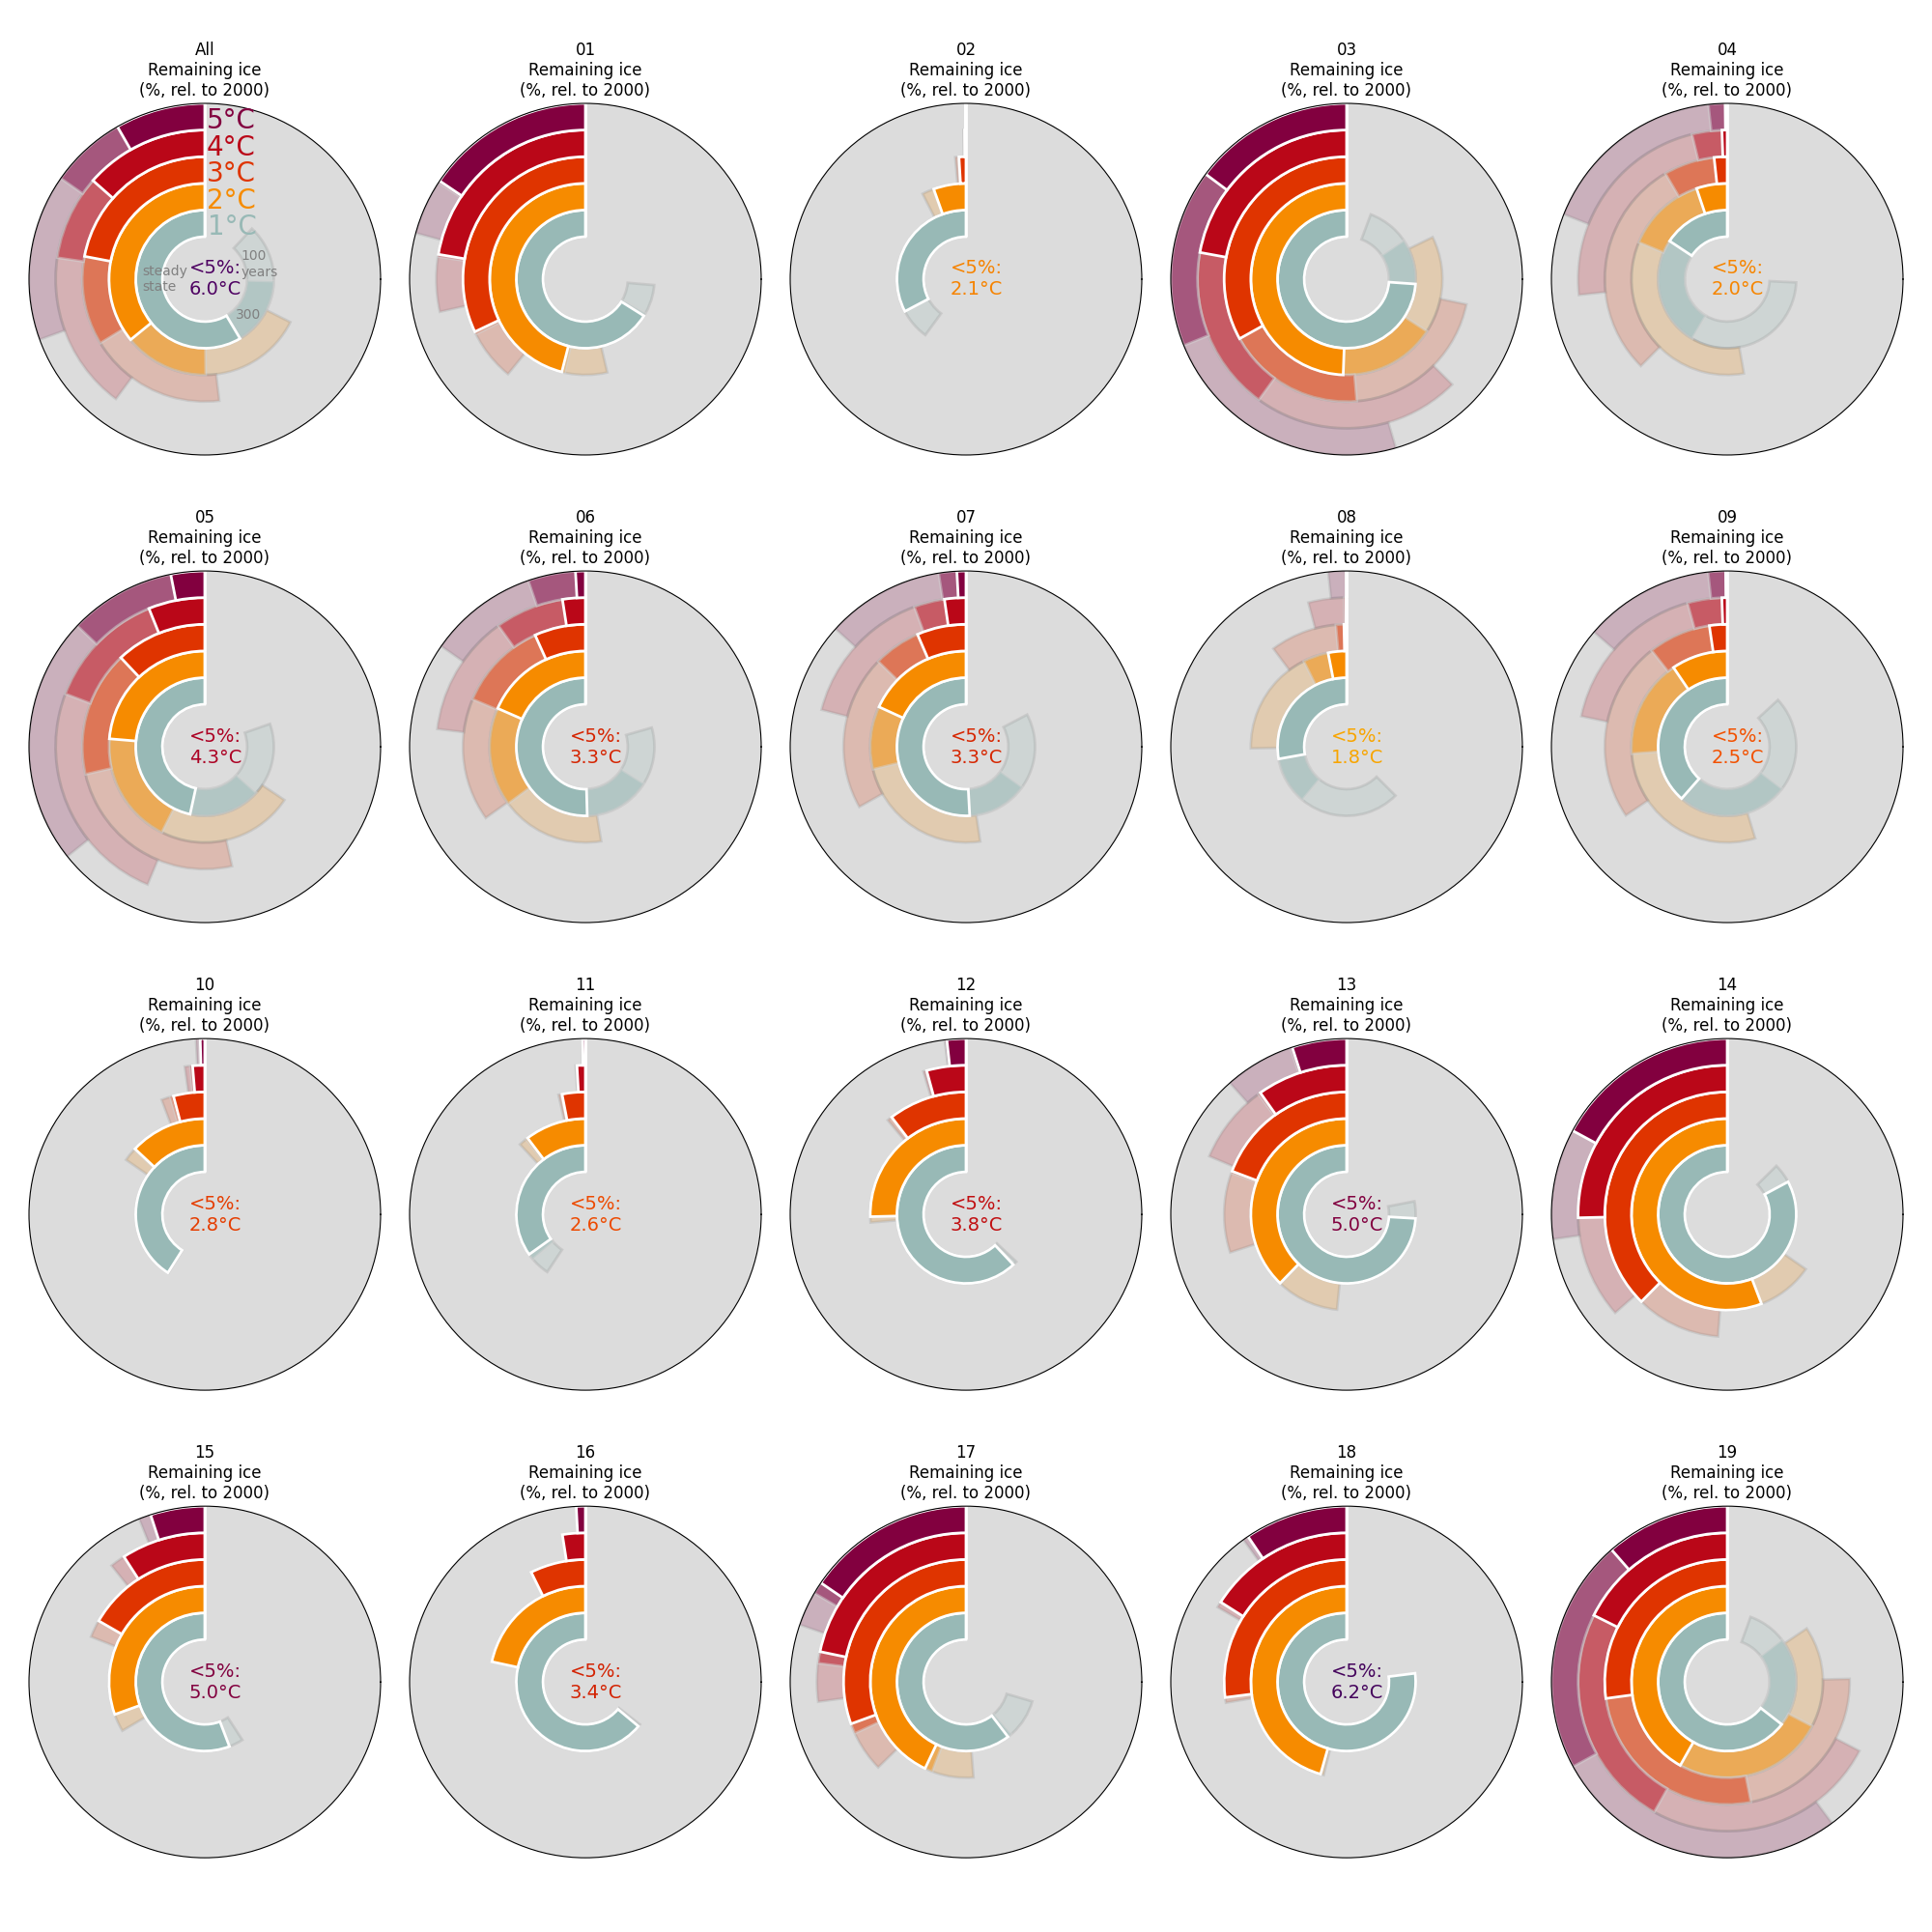 All
Remaining ice
(%, rel. to 2000)
5°C
4°C
3°C
2°C
1°C
100
years
steady
state
300
<5%:
6.0°C
01
Remaining ice
(%, rel. to 2000)
02
Remaining ice
(%, rel. to 2000)
<5%:
2.1°C
03
Remaining ice
(%, rel. to 2000)
04
Remaining ice
(%, rel. to 2000)
<5%:
2.0°C
05
Remaining ice
(%, rel. to 2000)
<5%:
4.3°C
06
Remaining ice
(%, rel. to 2000)
<5%:
3.3°C
07
Remaining ice
(%, rel. to 2000)
<5%:
3.3°C
08
Remaining ice
(%, rel. to 2000)
<5%:
1.8°C
09
Remaining ice
(%, rel. to 2000)
<5%:
2.5°C
10
Remaining ice
(%, rel. to 2000)
<5%:
2.8°C
11
Remaining ice
(%, rel. to 2000)
<5%:
2.6°C
12
Remaining ice
(%, rel. to 2000)
<5%:
3.8°C
13
Remaining ice
(%, rel. to 2000)
<5%:
5.0°C
14
Remaining ice
(%, rel. to 2000)
15
Remaining ice
(%, rel. to 2000)
<5%:
5.0°C
16
Remaining ice
(%, rel. to 2000)
<5%:
3.4°C
17
Remaining ice
(%, rel. to 2000)
18
Remaining ice
(%, rel. to 2000)
<5%:
6.2°C
19
Remaining ice
(%, rel. to 2000)